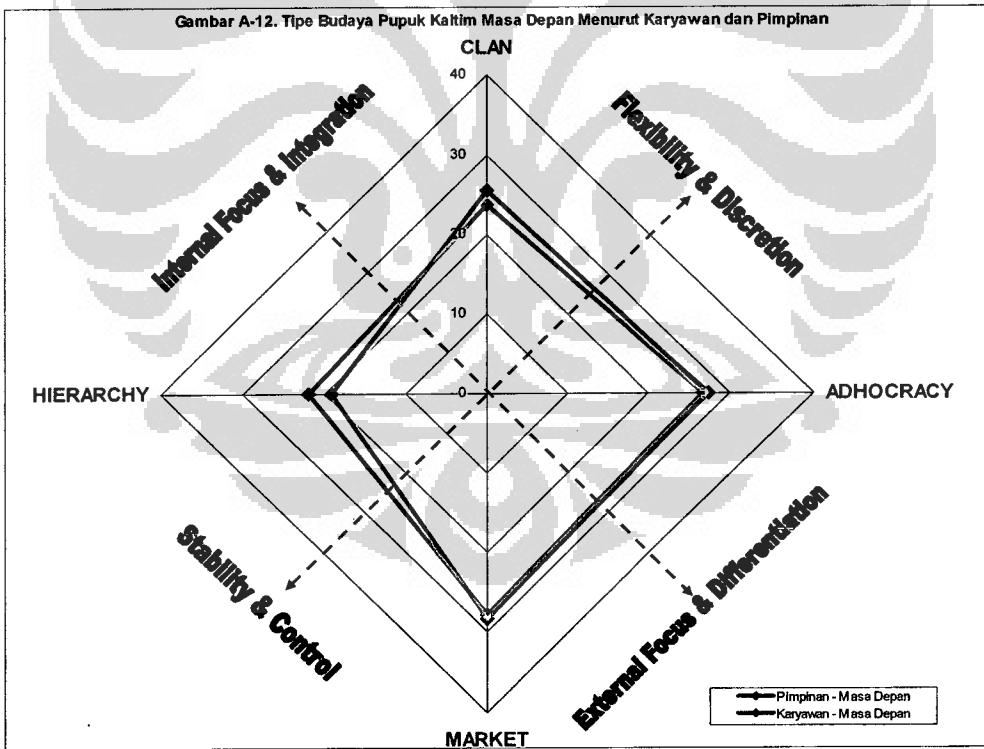 Gambar A-12. Tipe Budaya Pupuk Kaltim Masa Depan Menurut Karyawan dan Pimpinan
CLAN
40
Internal Focus & Integration
Flexibility & Discretion
30
20
10
HIERARCHY
0
ADHOCRACY
Stability & Control
External Focus & Differentiation
Pimpinan - Masa Depan
Karyawan - Masa Depan
MARKET